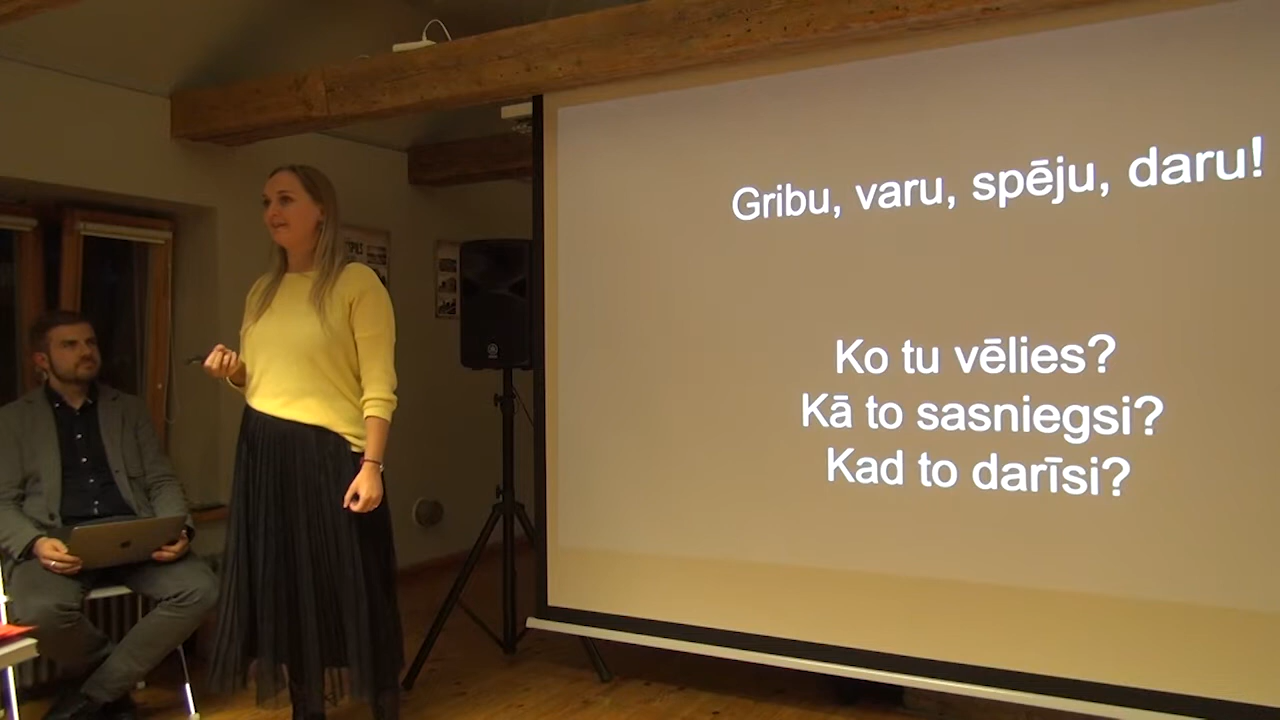 Gribu, varu, spēju, daru!
Ko tu vēlies?
Kā to sasniegsi?
Kad to darīsi?